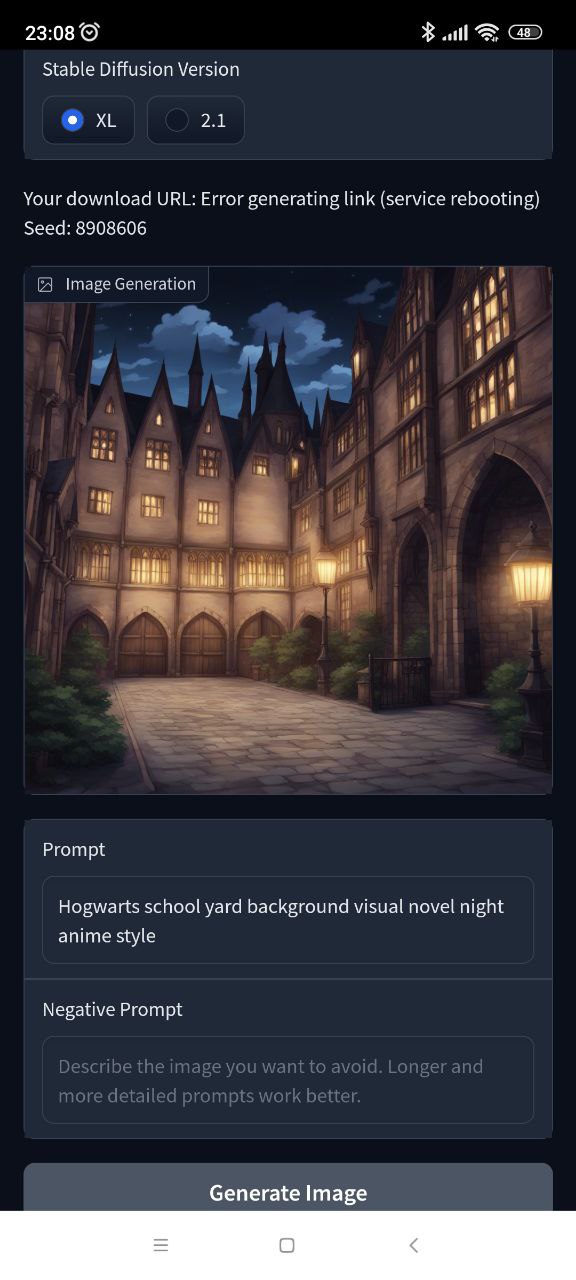 23:08
48
Stable Diffusion Version
XL
2.1
Your download URL: Error generating link (service rebooting)
Seed: 8908606
Image Generation
Prompt
Hogwarts school yard background visual novel night
anime style
Negative Prompt
Describe the image you want to avoid. Longer and
more detailed prompts work better.
Generate Image